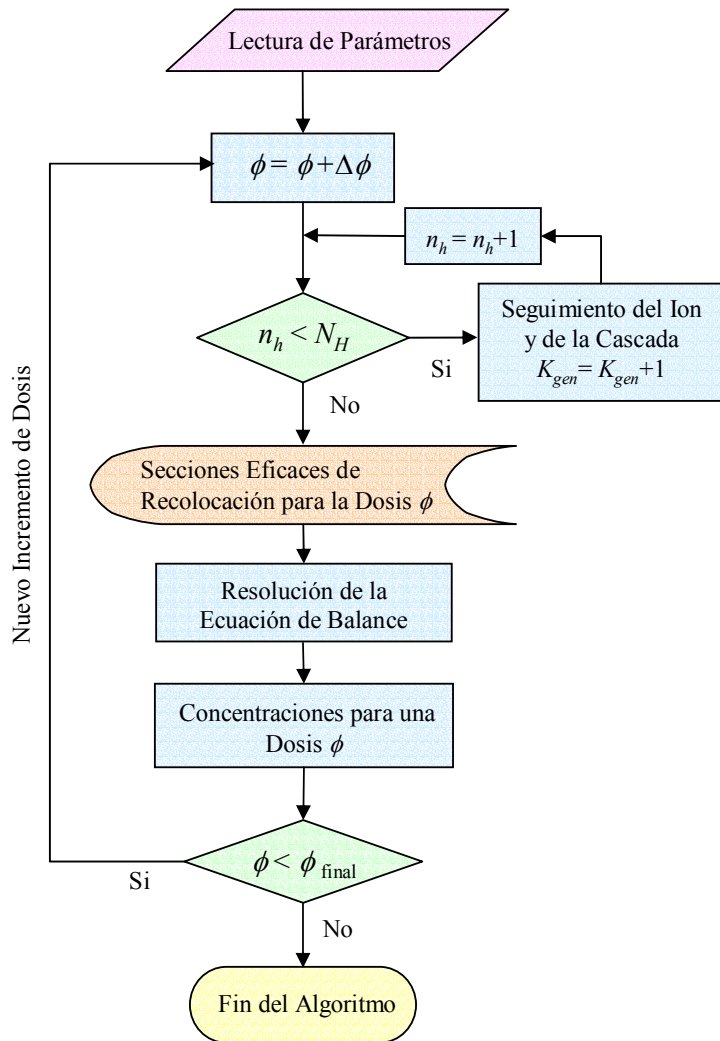 Lectura de Parámetros
ϕ = ϕ+Δϕ
n_h = n_h+1
n_h < N_H
Si
Seguimiento del Ion
y de la Cascada
K_gen = K_gen+1
No
Secciones Eficaces de
Recolocación para la Dosis ϕ
Resolución de la
Ecuación de Balance
Concentraciones para una
Dosis ϕ
ϕ < ϕ_final
Si
No
Fin del Algoritmo
Nuevo Incremento de Dosis